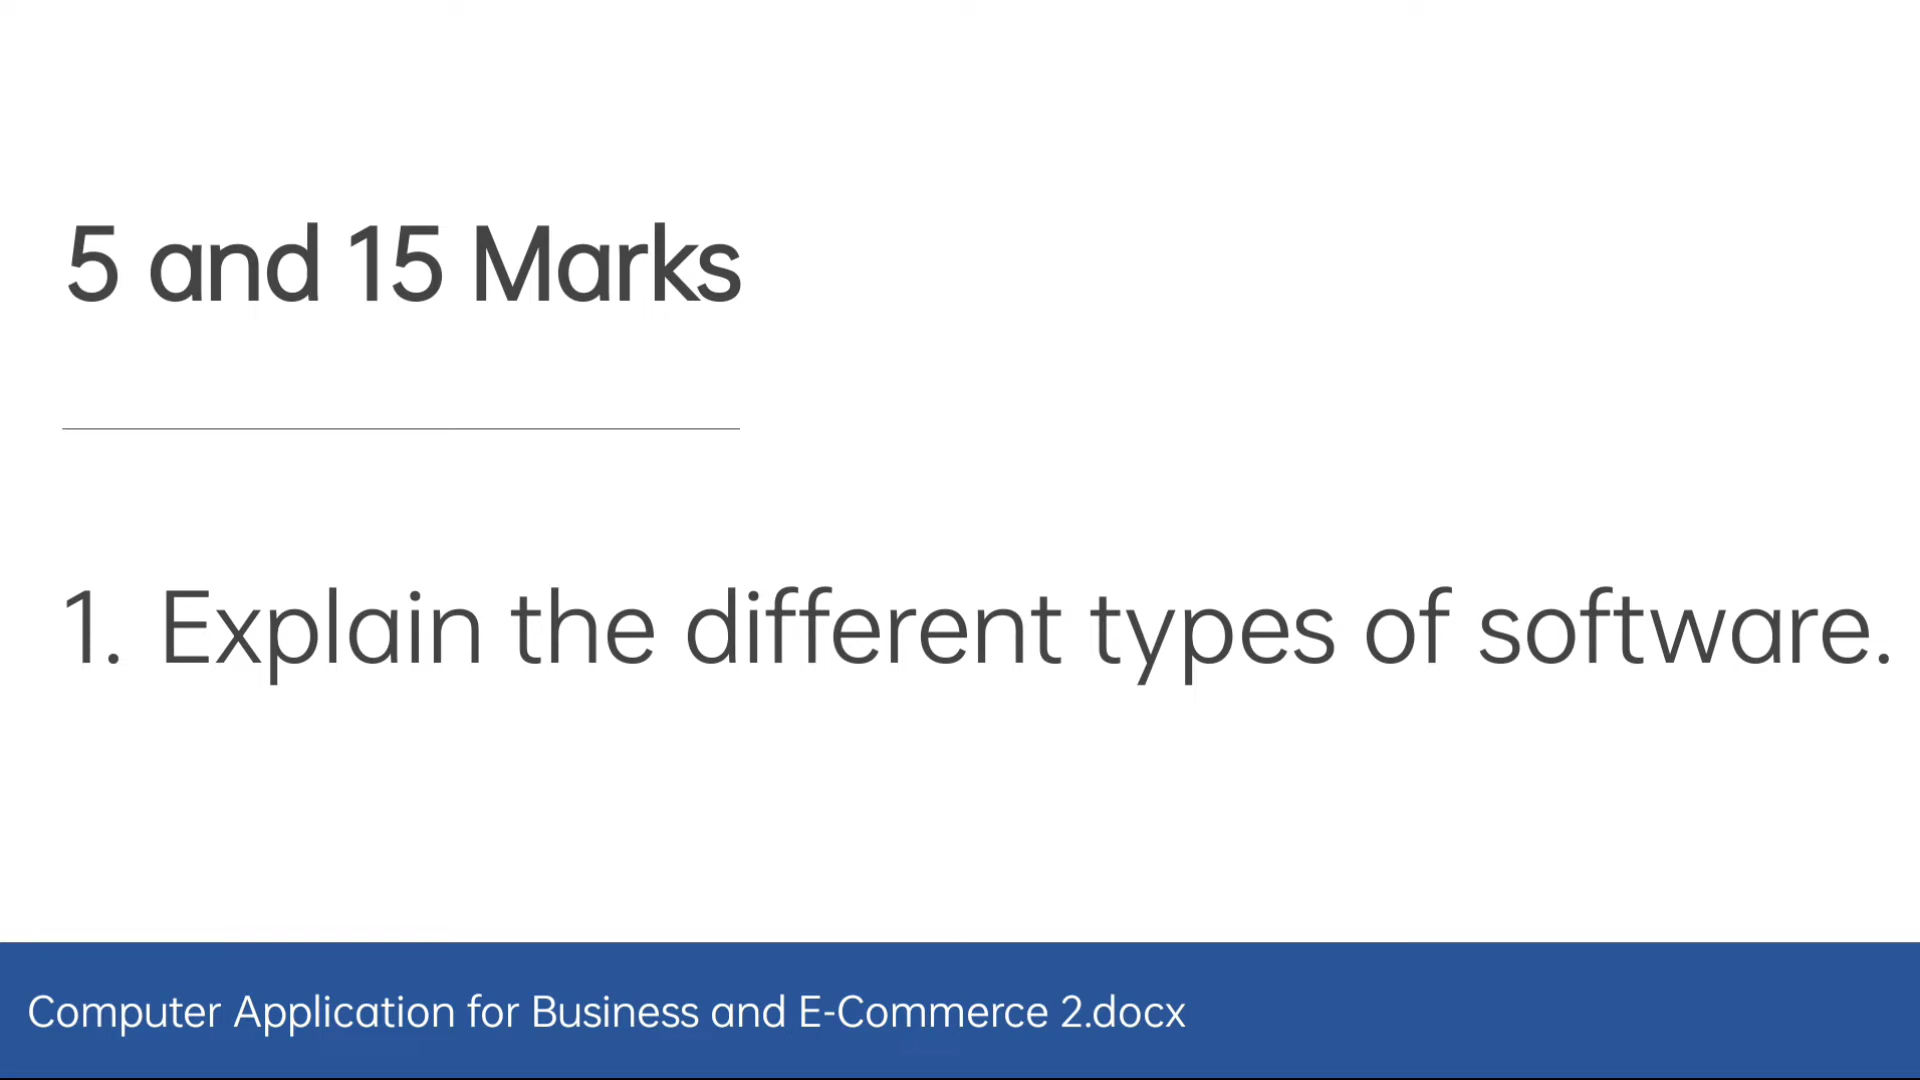 5 and 15 Marks
1. Explain the different types of software.
Computer Application for Business and E-Commerce 2.docx